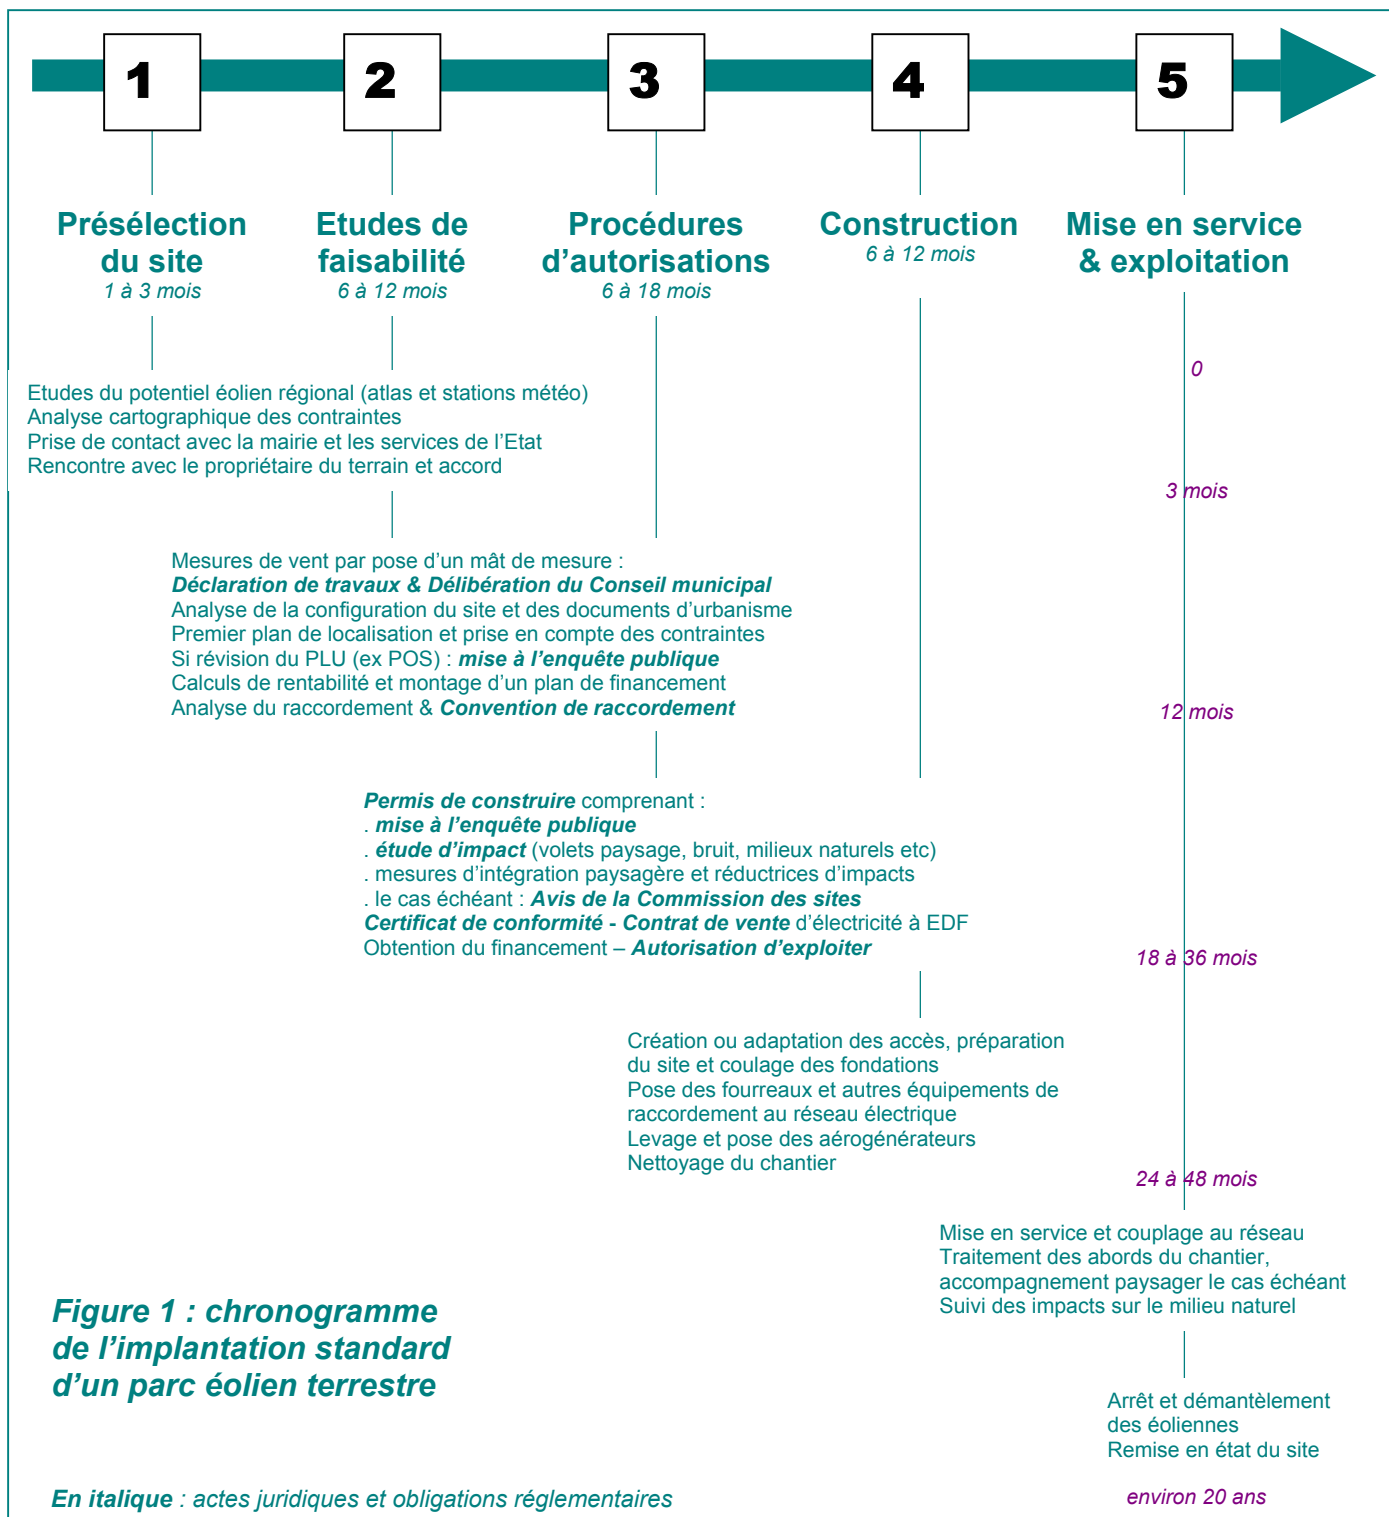 1
2
3
4
5
Présélection
du site
1 à 3 mois
Etudes de
faisabilité
6 à 12 mois
Procédures
d’autorisations
6 à 18 mois
Construction
6 à 12 mois
Mise en service
& exploitation
0
Etudes du potentiel éolien régional (atlas et stations météo)
Analyse cartographique des contraintes
Prise de contact avec la mairie et les services de l’Etat
Rencontre avec le propriétaire du terrain et accord
3 mois
Mesures de vent par pose d’un mât de mesure :
Déclaration de travaux & Délibération du Conseil municipal
Analyse de la configuration du site et des documents d’urbanisme
Premier plan de localisation et prise en compte des contraintes
Si révision du PLU (ex POS) : mise à l’enquête publique
Calculs de rentabilité et montage d’un plan de financement
Analyse du raccordement & Convention de raccordement
12 mois
Permis de construire comprenant :
. mise à l’enquête publique
. étude d’impact (volets paysage, bruit, milieux naturels etc)
. mesures d’intégration paysagère et réductrices d’impacts
. le cas échéant : Avis de la Commission des sites
Certificat de conformité - Contrat de vente d’électricité à EDF
Obtention du financement – Autorisation d’exploiter
18 à 36 mois
Création ou adaptation des accès, préparation
du site et coulage des fondations
Pose des fourreaux et autres équipements de
raccordement au réseau électrique
Levage et pose des aérogénérateurs
Nettoyage du chantier
24 à 48 mois
Mise en service et couplage au réseau
Traitement des abords du chantier,
accompagnement paysager le cas échéant
Suivi des impacts sur le milieu naturel
Figure 1 : chronogramme
de l’implantation standard
d’un parc éolien terrestre
Arrêt et démantèlement
des éoliennes
Remise en état du site
En italique : actes juridiques et obligations réglementaires
environ 20 ans